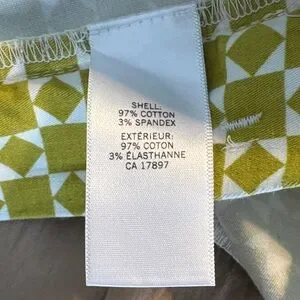 SHELL:
97% COTTON
3% SPANDEX
EXTÉRIEUR:
97% COTON
3% ÉLASTHANNE
CA 17897